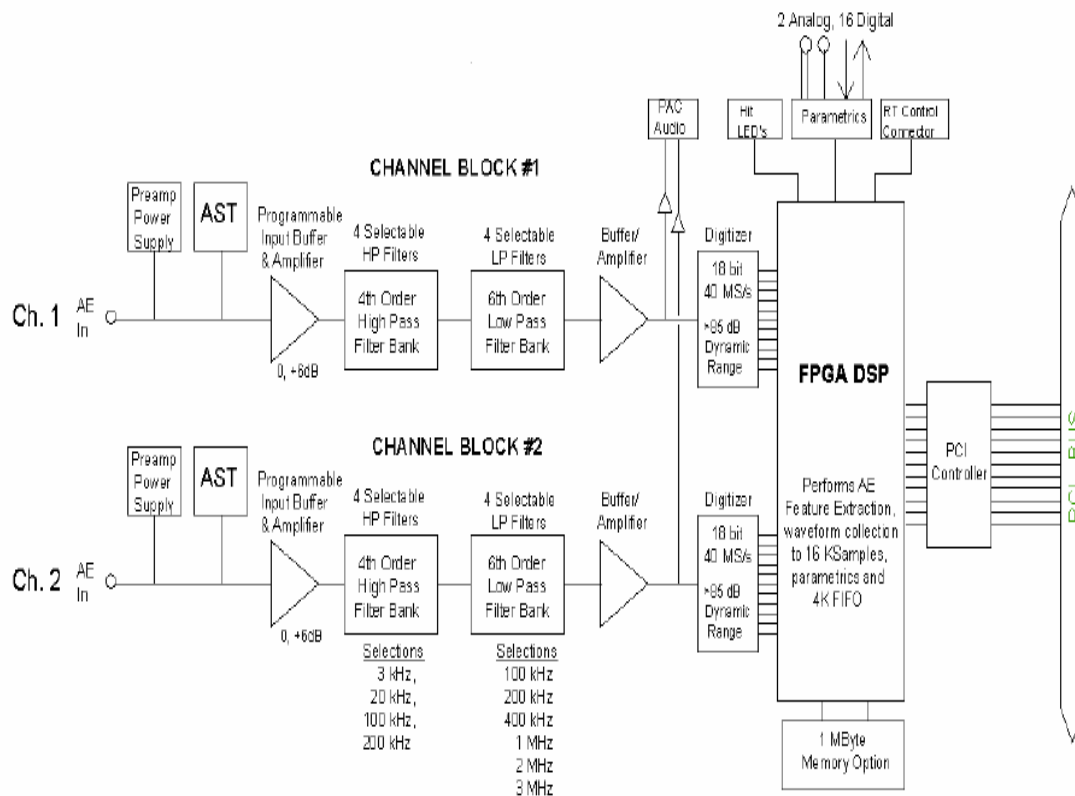 2 Analog, 16 Digital
PAC
Audio
Hit
LED's
Parametrics
RT Control
Connector
CHANNEL BLOCK #1
Preamp
Power
Supply
AST
Programmable
Input Buffer
& Amplifier
4 Selectable
HP Filters
4 Selectable
LP Filters
Buffer/
Amplifier
Digitizer
Ch. 1
AE
In
0, +6dB
4th Order
High Pass
Filter Bank
6th Order
Low Pass
Filter Bank
18 bit
40 MS/s
>85 dB
Dynamic
Range
FPGA DSP
Performs AE
Feature Extraction,
waveform collection
to 16 KSamples,
parametrics and
4K FIFO
PCI
Controller
PCI BUS
CHANNEL BLOCK #2
Preamp
Power
Supply
AST
Programmable
Input Buffer
& Amplifier
4 Selectable
HP Filters
4 Selectable
LP Filters
Buffer/
Amplifier
Digitizer
Ch. 2
AE
In
0, +6dB
4th Order
High Pass
Filter Bank
6th Order
Low Pass
Filter Bank
18 bit
40 MS/s
>85 dB
Dynamic
Range
Selections
3 kHz,
20 kHz,
100 kHz,
200 kHz
Selections
100 kHz
200 kHz
400 kHz
1 MHz
2 MHz
3 MHz
1 MByte
Memory Option